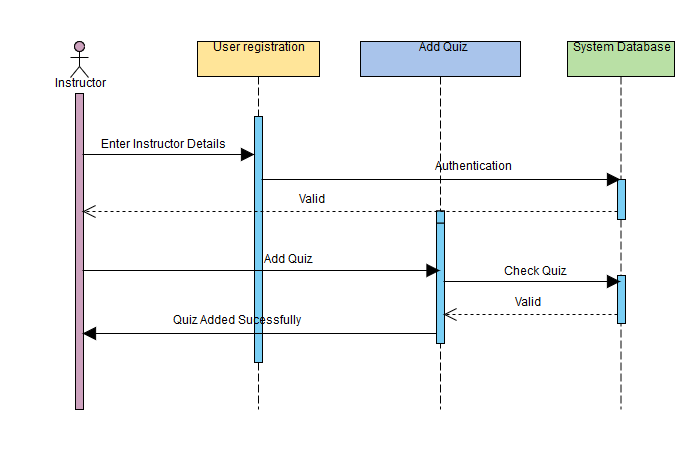 User registration
Add Quiz
System Database
Instructor
Enter Instructor Details
Authentication
Valid
Add Quiz
Check Quiz
Valid
Quiz Added Sucessfully